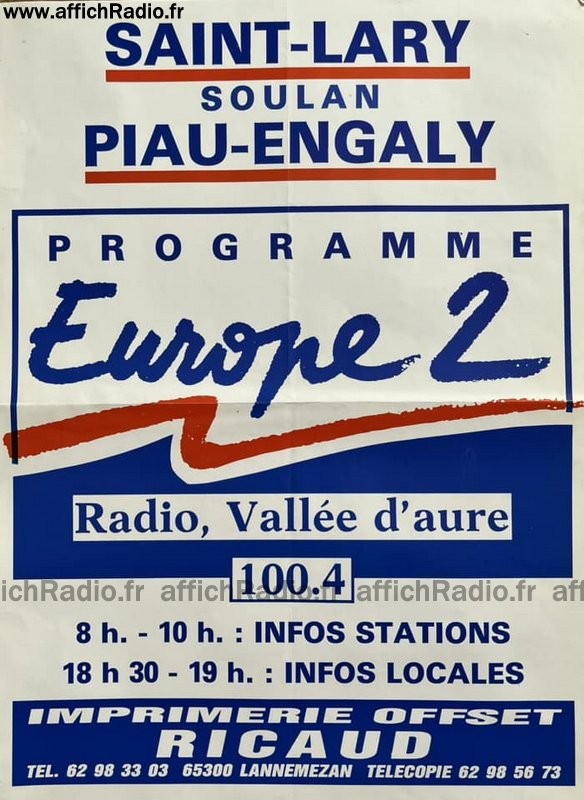 www.affichRadio.fr
SAINT-LARY
SOULAN
PIAU-ENGALY
PROGRAMME
Europe 2
Radio, Vallée d'aure
100.4
ffichRadio.fr affichRadio.fr affichRadio.fr aff
8 h. - 10 h. : INFOS STATIONS
18 h 30 - 19 h. : INFOS LOCALES
IMPRIMERIE OFFSET
RICAUD
TEL. 62 98 33 03 65300 LANNEMEZAN TELECOPIE 62 98 56 73